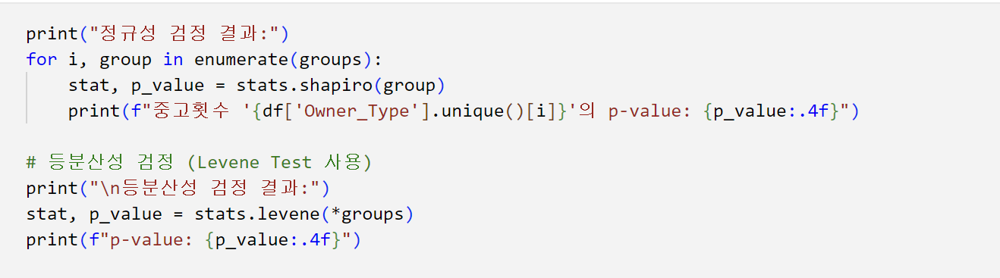 print("정규성 검정 결과:")
for i, group in enumerate(groups):
    stat, p_value = stats.shapiro(group)
    print(f"중고횟수 '{df['Owner_Type'].unique()[i]}'의 p-value: {p_value:.4f}")
# 등분산성 검정 (Levene Test 사용)
print("\n등분산성 검정 결과:")
stat, p_value = stats.levene(*groups)
print(f"p-value: {p_value:.4f}")